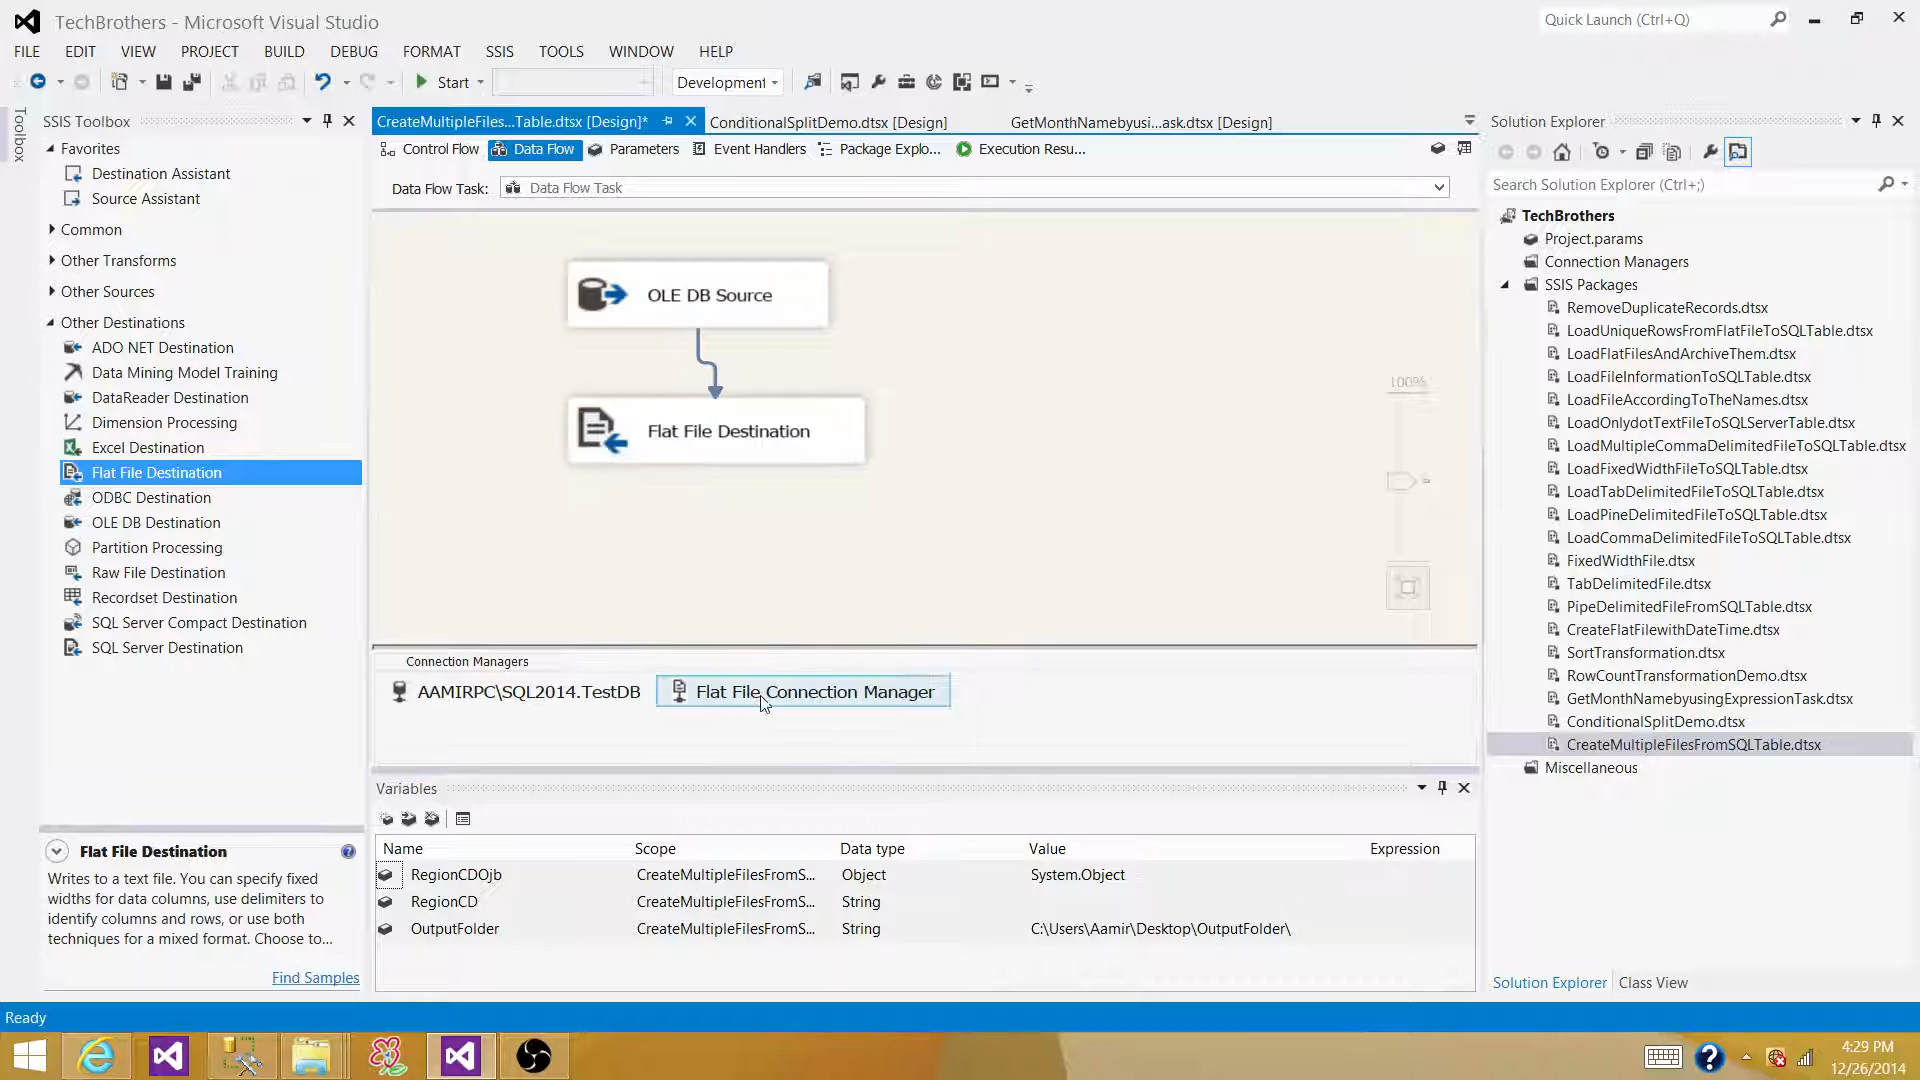 TechBrothers - Microsoft Visual Studio
Quick Launch (Ctrl+Q)
FILE EDIT VIEW PROJECT BUILD DEBUG FORMAT SSIS TOOLS WINDOW HELP
Start
Development
Toolbox
SSIS Toolbox
Favorites
Destination Assistant
Source Assistant
Common
Other Transforms
Other Sources
Other Destinations
ADO NET Destination
Data Mining Model Training
DataReader Destination
Dimension Processing
Excel Destination
Flat File Destination
ODBC Destination
OLE DB Destination
Partition Processing
Raw File Destination
Recordset Destination
SQL Server Compact Destination
SQL Server Destination
Flat File Destination
Writes to a text file. You can specify fixed
widths for data columns, use delimiters to
identify columns and rows, or use both
techniques for a mixed format. Choose to...
Find Samples
CreateMultipleFiles...Table.dtsx [Design]*
ConditionalSplitDemo.dtsx [Design]
GetMonthNamebyusi....ask.dtsx [Design]
Control Flow
Data Flow
Parameters
Event Handlers
Package Explo...
Execution Resu...
Data Flow Task:
Data Flow Task
OLE DB Source
Flat File Destination
100%
Connection Managers
AAMIRPC\SQL2014.TestDB
Flat File Connection Manager
Variables
Name Scope Data type Value Expression
RegionCDOjb CreateMultipleFilesFromS... Object System.Object
RegionCD CreateMultipleFilesFromS... String
OutputFolder CreateMultipleFilesFromS... String C:\Users\Aamir\Desktop\OutputFolder\
Solution Explorer
Search Solution Explorer (Ctrl+;)
TechBrothers
Project.params
Connection Managers
SSIS Packages
RemoveDuplicateRecords.dtsx
LoadUniqueRowsFromFlatFileToSQLTable.dtsx
LoadFlatFilesAndArchiveThem.dtsx
LoadFileInformationToSQLTable.dtsx
LoadFileAccordingToTheNames.dtsx
LoadOnlydotTextFileToSQLServerTable.dtsx
LoadMultipleCommaDelimitedFileToSQLTable.dtsx
LoadFixedWidthFileToSQLTable.dtsx
LoadTabDelimitedFileToSQLTable.dtsx
LoadPineDelimitedFileToSQLTable.dtsx
LoadCommaDelimitedFileToSQLTable.dtsx
FixedWidthFile.dtsx
TabDelimitedFile.dtsx
PipeDelimitedFileFromSQLTable.dtsx
CreateFlatFilewithDateTime.dtsx
SortTransformation.dtsx
RowCountTransformationDemo.dtsx
GetMonthNamebyusingExpressionTask.dtsx
ConditionalSplitDemo.dtsx
CreateMultipleFilesFromSQLTable.dtsx
Miscellaneous
Solution Explorer
Class View
Ready
4:29 PM
12/26/2014